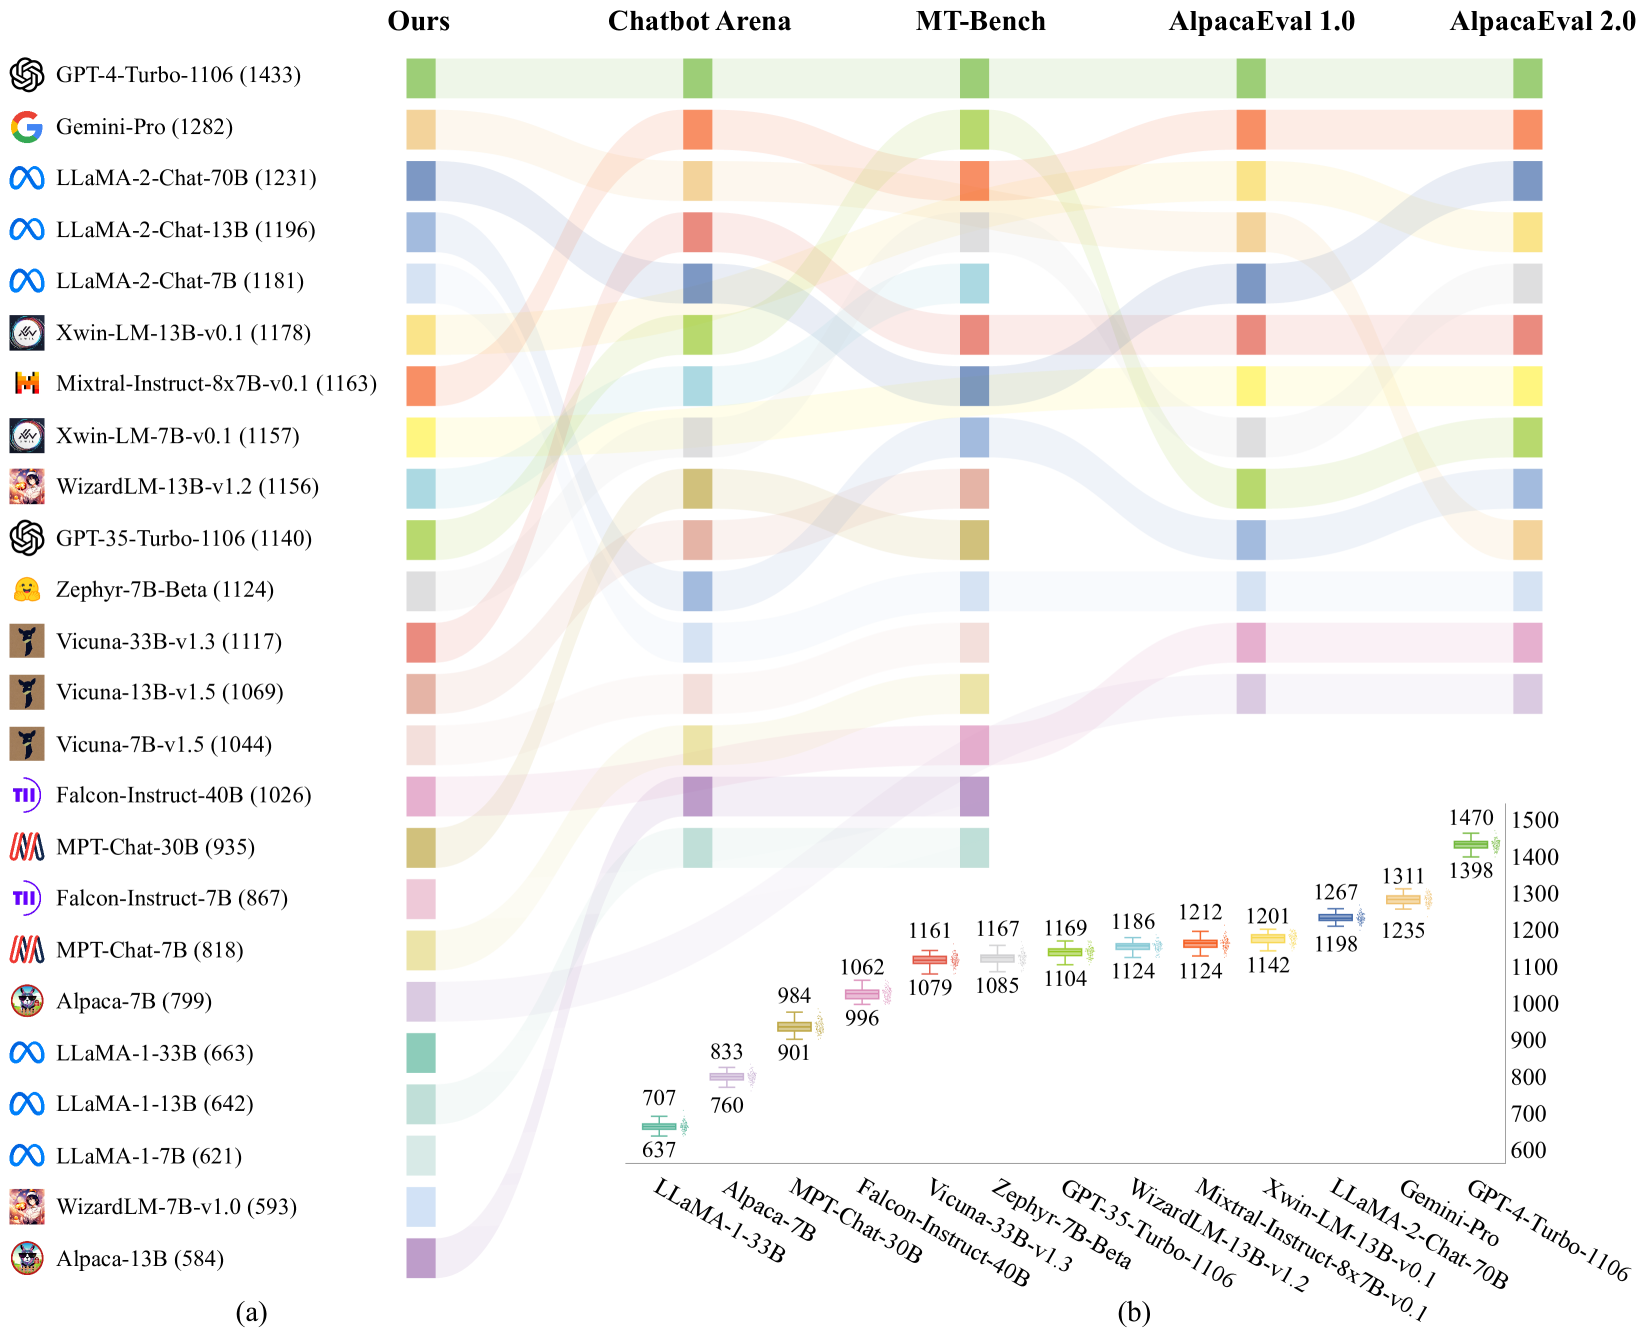 Ours Chatbot Arena MT-Bench AlpacaEval 1.0 AlpacaEval 2.0
GPT-4-Turbo-1106 (1433)
Gemini-Pro (1282)
LLaMA-2-Chat-70B (1231)
LLaMA-2-Chat-13B (1196)
LLaMA-2-Chat-7B (1181)
Xwin-LM-13B-v0.1 (1178)
Mixtral-Instruct-8x7B-v0.1 (1163)
Xwin-LM-7B-v0.1 (1157)
WizardLM-13B-v1.2 (1156)
GPT-35-Turbo-1106 (1140)
Zephyr-7B-Beta (1124)
Vicuna-33B-v1.3 (1117)
Vicuna-13B-v1.5 (1069)
Vicuna-7B-v1.5 (1044)
TII Falcon-Instruct-40B (1026)
MPT-Chat-30B (935)
TII Falcon-Instruct-7B (867)
MPT-Chat-7B (818)
Alpaca-7B (799)
LLaMA-1-33B (663)
LLaMA-1-13B (642)
LLaMA-1-7B (621)
WizardLM-7B-v1.0 (593)
Alpaca-13B (584)
(a)
707
637
833
760
984
901
1062
996
1161
1079
1167
1085
1169
1104
1186
1124
1212
1124
1201
1142
1267
1198
1311
1235
1470
1398
1500
1400
1300
1200
1100
1000
900
800
700
600
LLaMA-1-33B
Alpaca-7B
MPT-Chat-30B
Falcon-Instruct-40B
Vicuna-33B-v1.3
Zephyr-7B-Beta
GPT-35-Turbo-1106
WizardLM-13B-v1.2
Mixtral-Instruct-8x7B-v0.1
Xwin-LM-13B-v0.1
LLaMA-2-Chat-70B
Gemini-Pro
GPT-4-Turbo-1106
(b)